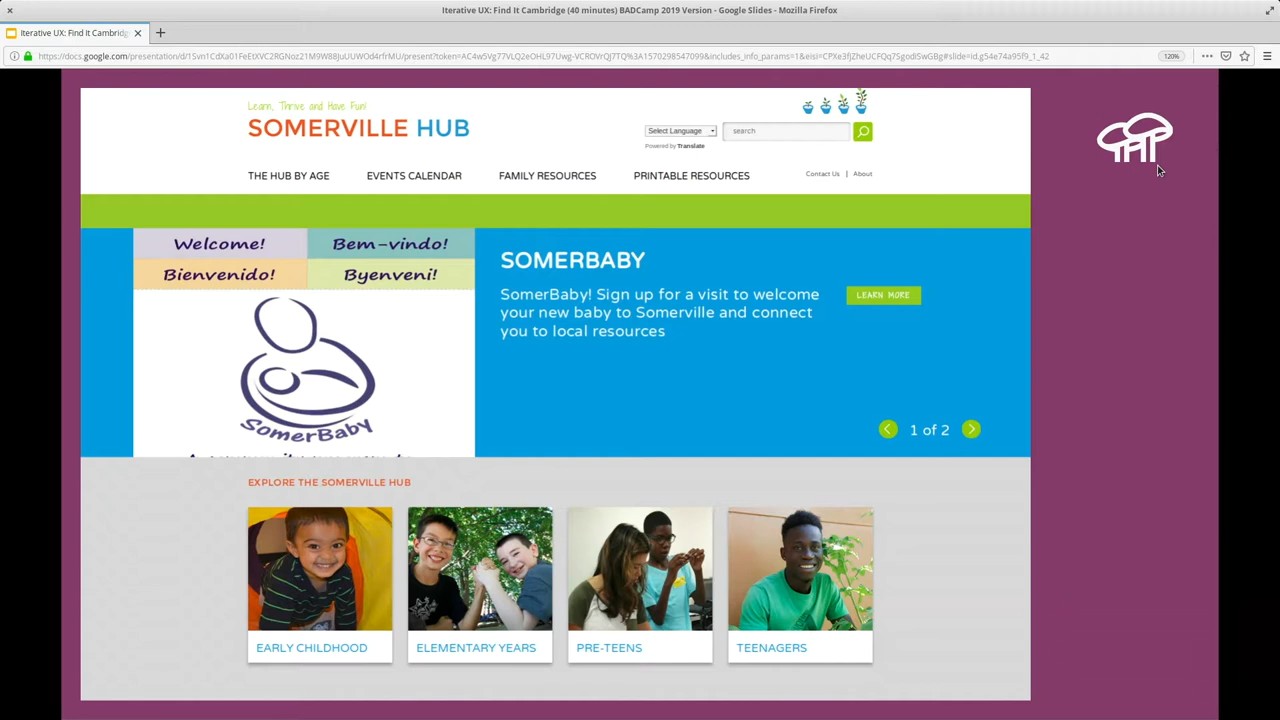 Iterative UX: Find It Cambridge (40 minutes) BADCamp 2019 Version - Google Slides - Mozilla Firefox
Iterative UX: Find It Cambridg
120%
Learn, Thrive and Have Fun!
SOMERVILLE HUB
Select Language
search
Powered by Translate
THE HUB BY AGE EVENTS CALENDAR FAMILY RESOURCES PRINTABLE RESOURCES Contact Us | About
Welcome! Bem-vindo!
Bienvenido! Byenveni!
SomerBaby
SOMERBABY
SomerBaby! Sign up for a visit to welcome
your new baby to Somerville and connect
you to local resources
LEARN MORE
1 of 2
EXPLORE THE SOMERVILLE HUB
EARLY CHILDHOOD ELEMENTARY YEARS PRE-TEENS TEENAGERS